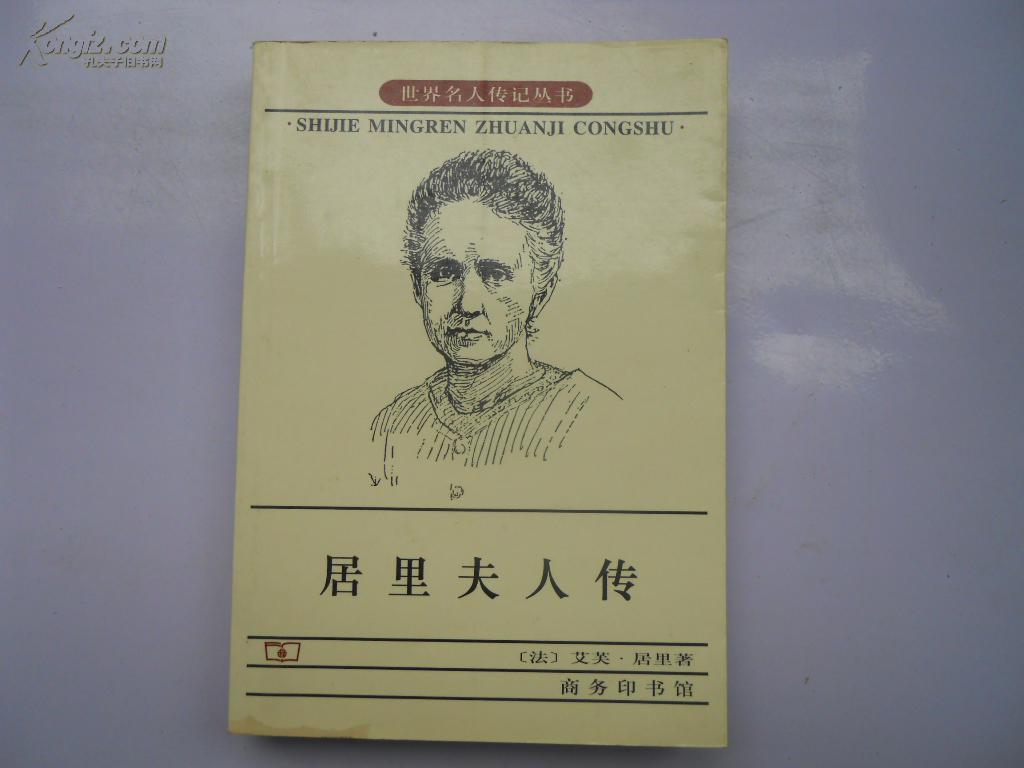 Kongfz.com
孔夫子旧书网
世界名人传记丛书
·SHIJIE MINGREN ZHUANJI CONGSHU·
居里夫人传
〔法〕艾芙·居里著
商务印书馆